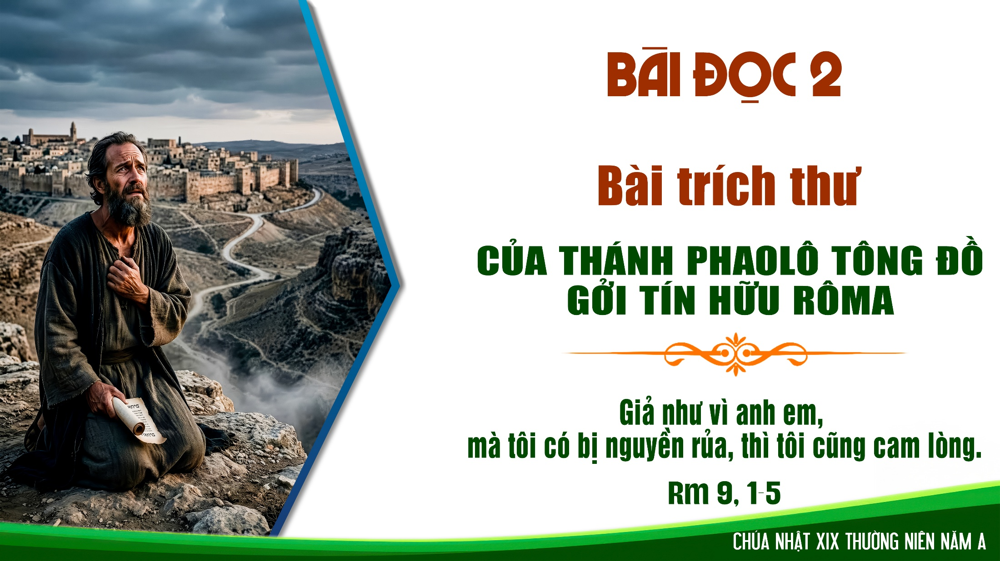 BÀI ĐỌC 2
Bài trích thư
CỦA THÁNH PHAOLÔ TÔNG ĐỒ
GỞI TÍN HỮU RÔMA
Giả như vì anh em,
mà tôi có bị nguyền rủa, thì tôi cũng cam lòng.
Rm 9, 1-5
CHÚA NHẬT XIX THƯỜNG NIÊN NĂM A